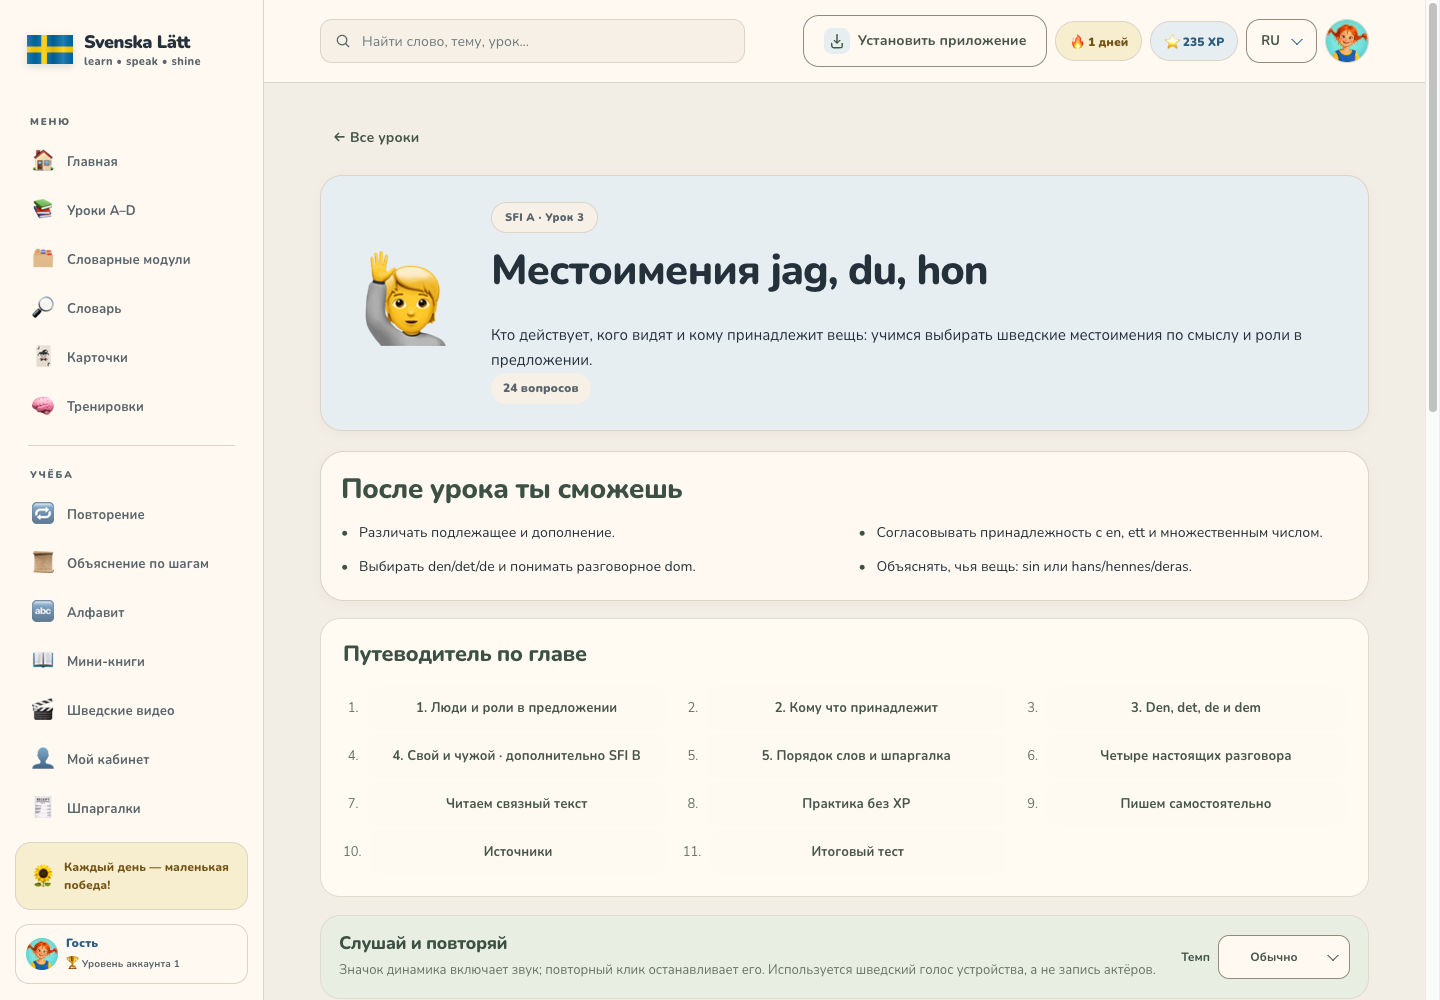 Svenska Lätt
learn • speak • shine
МЕНЮ
Главная
Уроки A–D
Словарные модули
Словарь
Карточки
Тренировки
УЧЁБА
Повторение
Объяснение по шагам
abc
Алфавит
Мини-книги
Шведские видео
Мой кабинет
Шпаргалки
Каждый день — маленькая
победа!
Гость
Уровень аккаунта 1
Найти слово, тему, урок...
Установить приложение
1 дней
235 XP
RU
← Все уроки
SFI A · Урок 3
Местоимения jag, du, hon
Кто действует, кого видят и кому принадлежит вещь: учимся выбирать шведские местоимения по смыслу и роли в
предложении.
24 вопросов
После урока ты сможешь
• Различать подлежащее и дополнение.
• Согласовывать принадлежность с en, ett и множественным числом.
• Выбирать den/det/de и понимать разговорное dom.
• Объяснять, чья вещь: sin или hans/hennes/deras.
Путеводитель по главе
1. 1. Люди и роли в предложении
2. 2. Кому что принадлежит
3. 3. Den, det, de и dem
4. 4. Свой и чужой · дополнительно SFI B
5. 5. Порядок слов и шпаргалка
6. Четыре настоящих разговора
7. Читаем связный текст
8. Практика без XP
9. Пишем самостоятельно
10. Источники
11. Итоговый тест
Слушай и повторяй
Значок динамика включает звук; повторный клик останавливает его. Используется шведский голос устройства, а не запись актёров.
Темп
Обычно